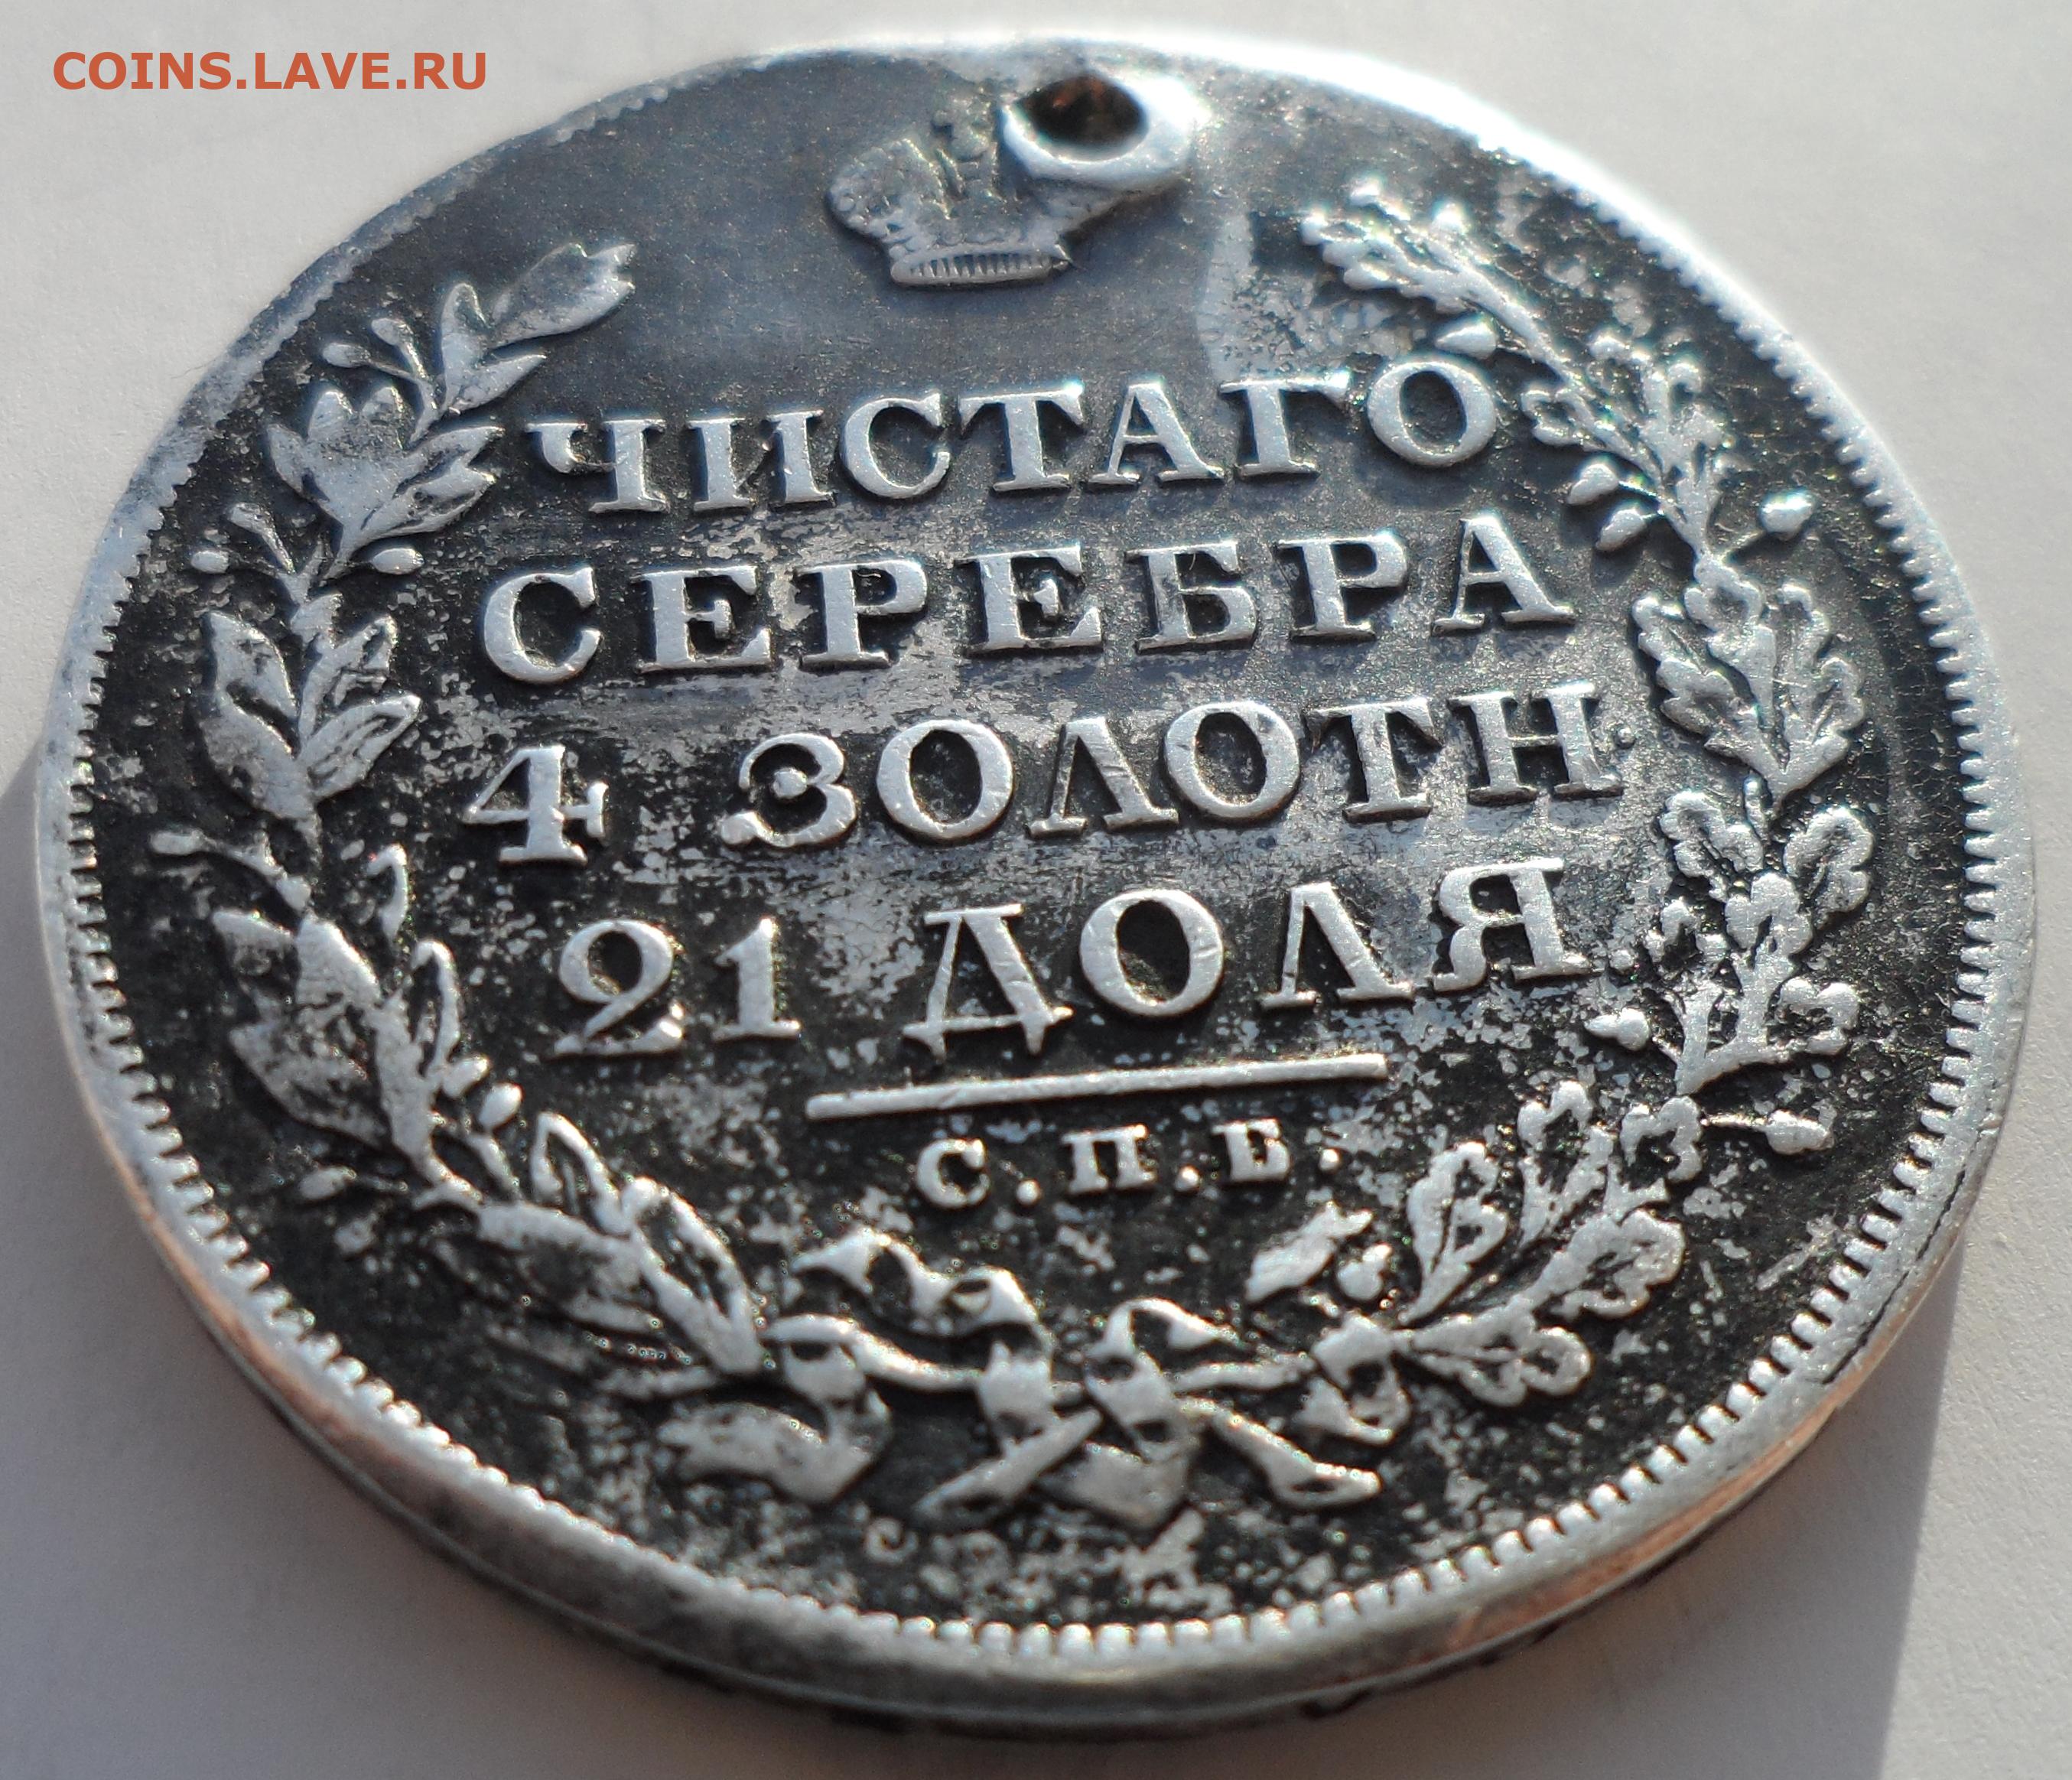 COINS.LAVE.RU
ЧИСТАГО
СЕРЕБРА
4 ЗОЛОТН.
21 ДОЛЯ
С.П.Б.